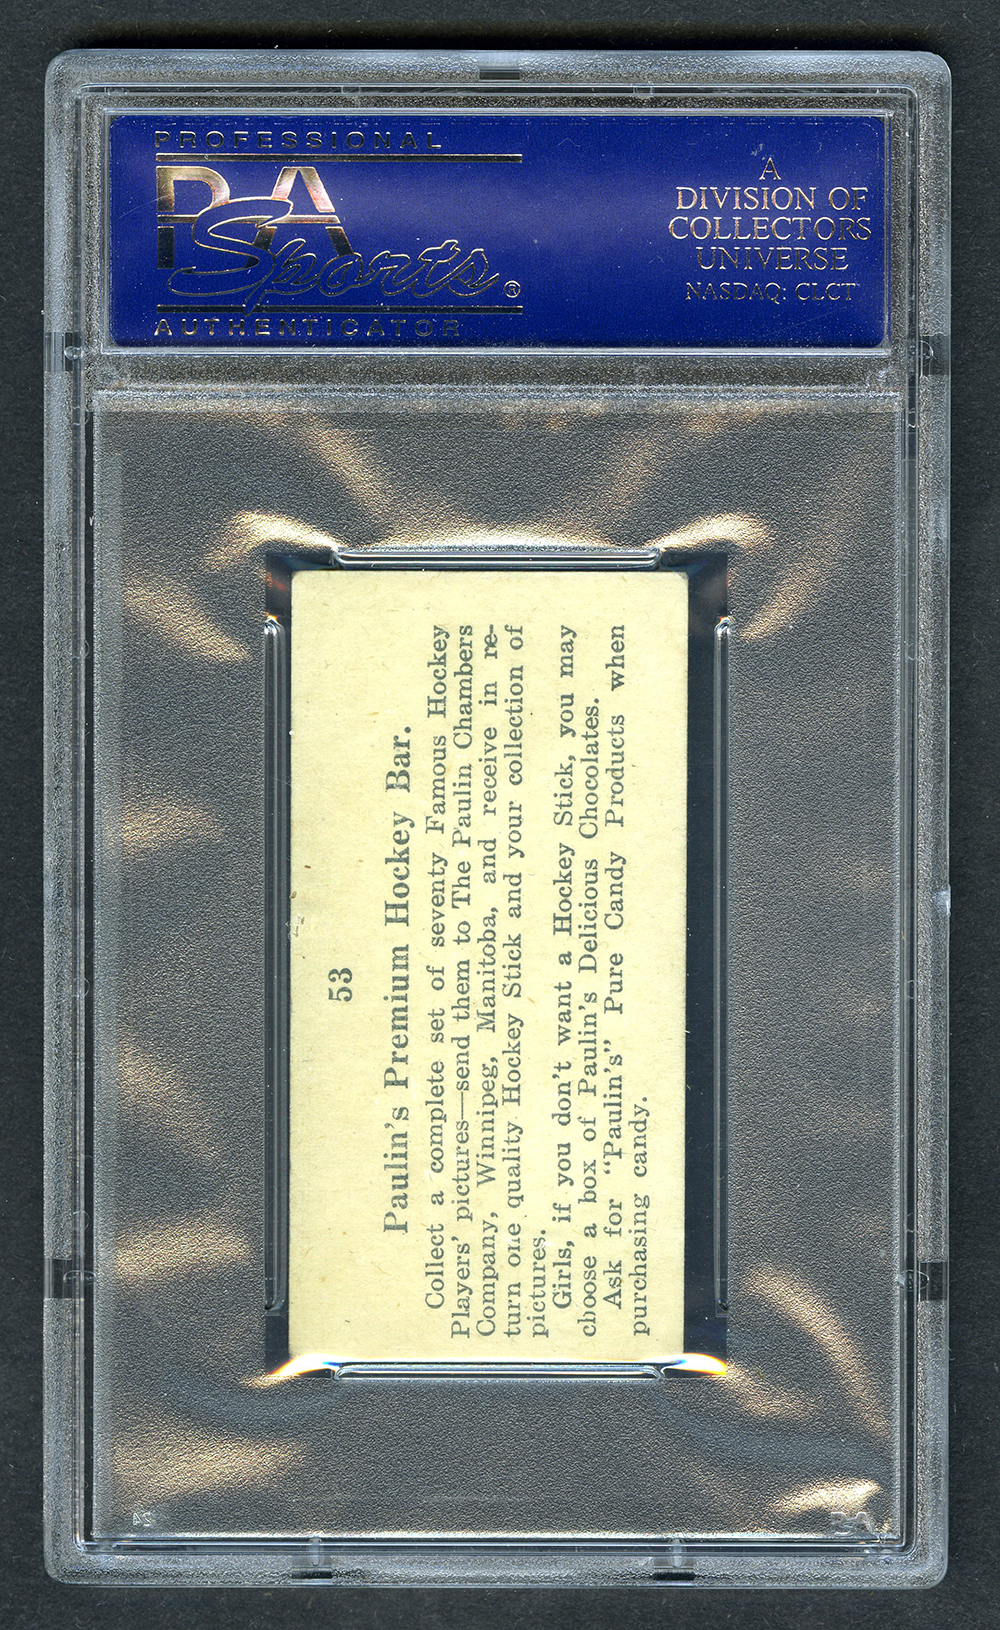 PROFESSIONAL
PSA
Sports®
AUTHENTICATOR
A
DIVISION OF
COLLECTORS
UNIVERSE
NASDAQ: CLCT
53
Paulin's Premium Hockey Bar.
Collect a complete set of seventy Famous Hockey
Players' pictures—send them to The Paulin Chambers
Company, Winnipeg, Manitoba, and receive in re-
turn one quality Hockey Stick and your collection of
pictures.
Girls, if you don't want a Hockey Stick, you may
choose a box of Paulin's Delicious Chocolates.
Ask for "Paulin's" Pure Candy Products when
purchasing candy.